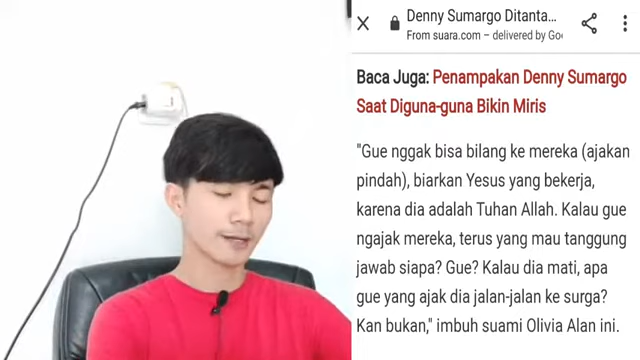 Denny Sumargo Ditanta...
From suara.com – delivered by Goo
Baca Juga: Penampakan Denny Sumargo
Saat Diguna-guna Bikin Miris
"Gue nggak bisa bilang ke mereka (ajakan
pindah), biarkan Yesus yang bekerja,
karena dia adalah Tuhan Allah. Kalau gue
ngajak mereka, terus yang mau tanggung
jawab siapa? Gue? Kalau dia mati, apa
gue yang ajak dia jalan-jalan ke surga?
Kan bukan," imbuh suami Olivia Alan ini.